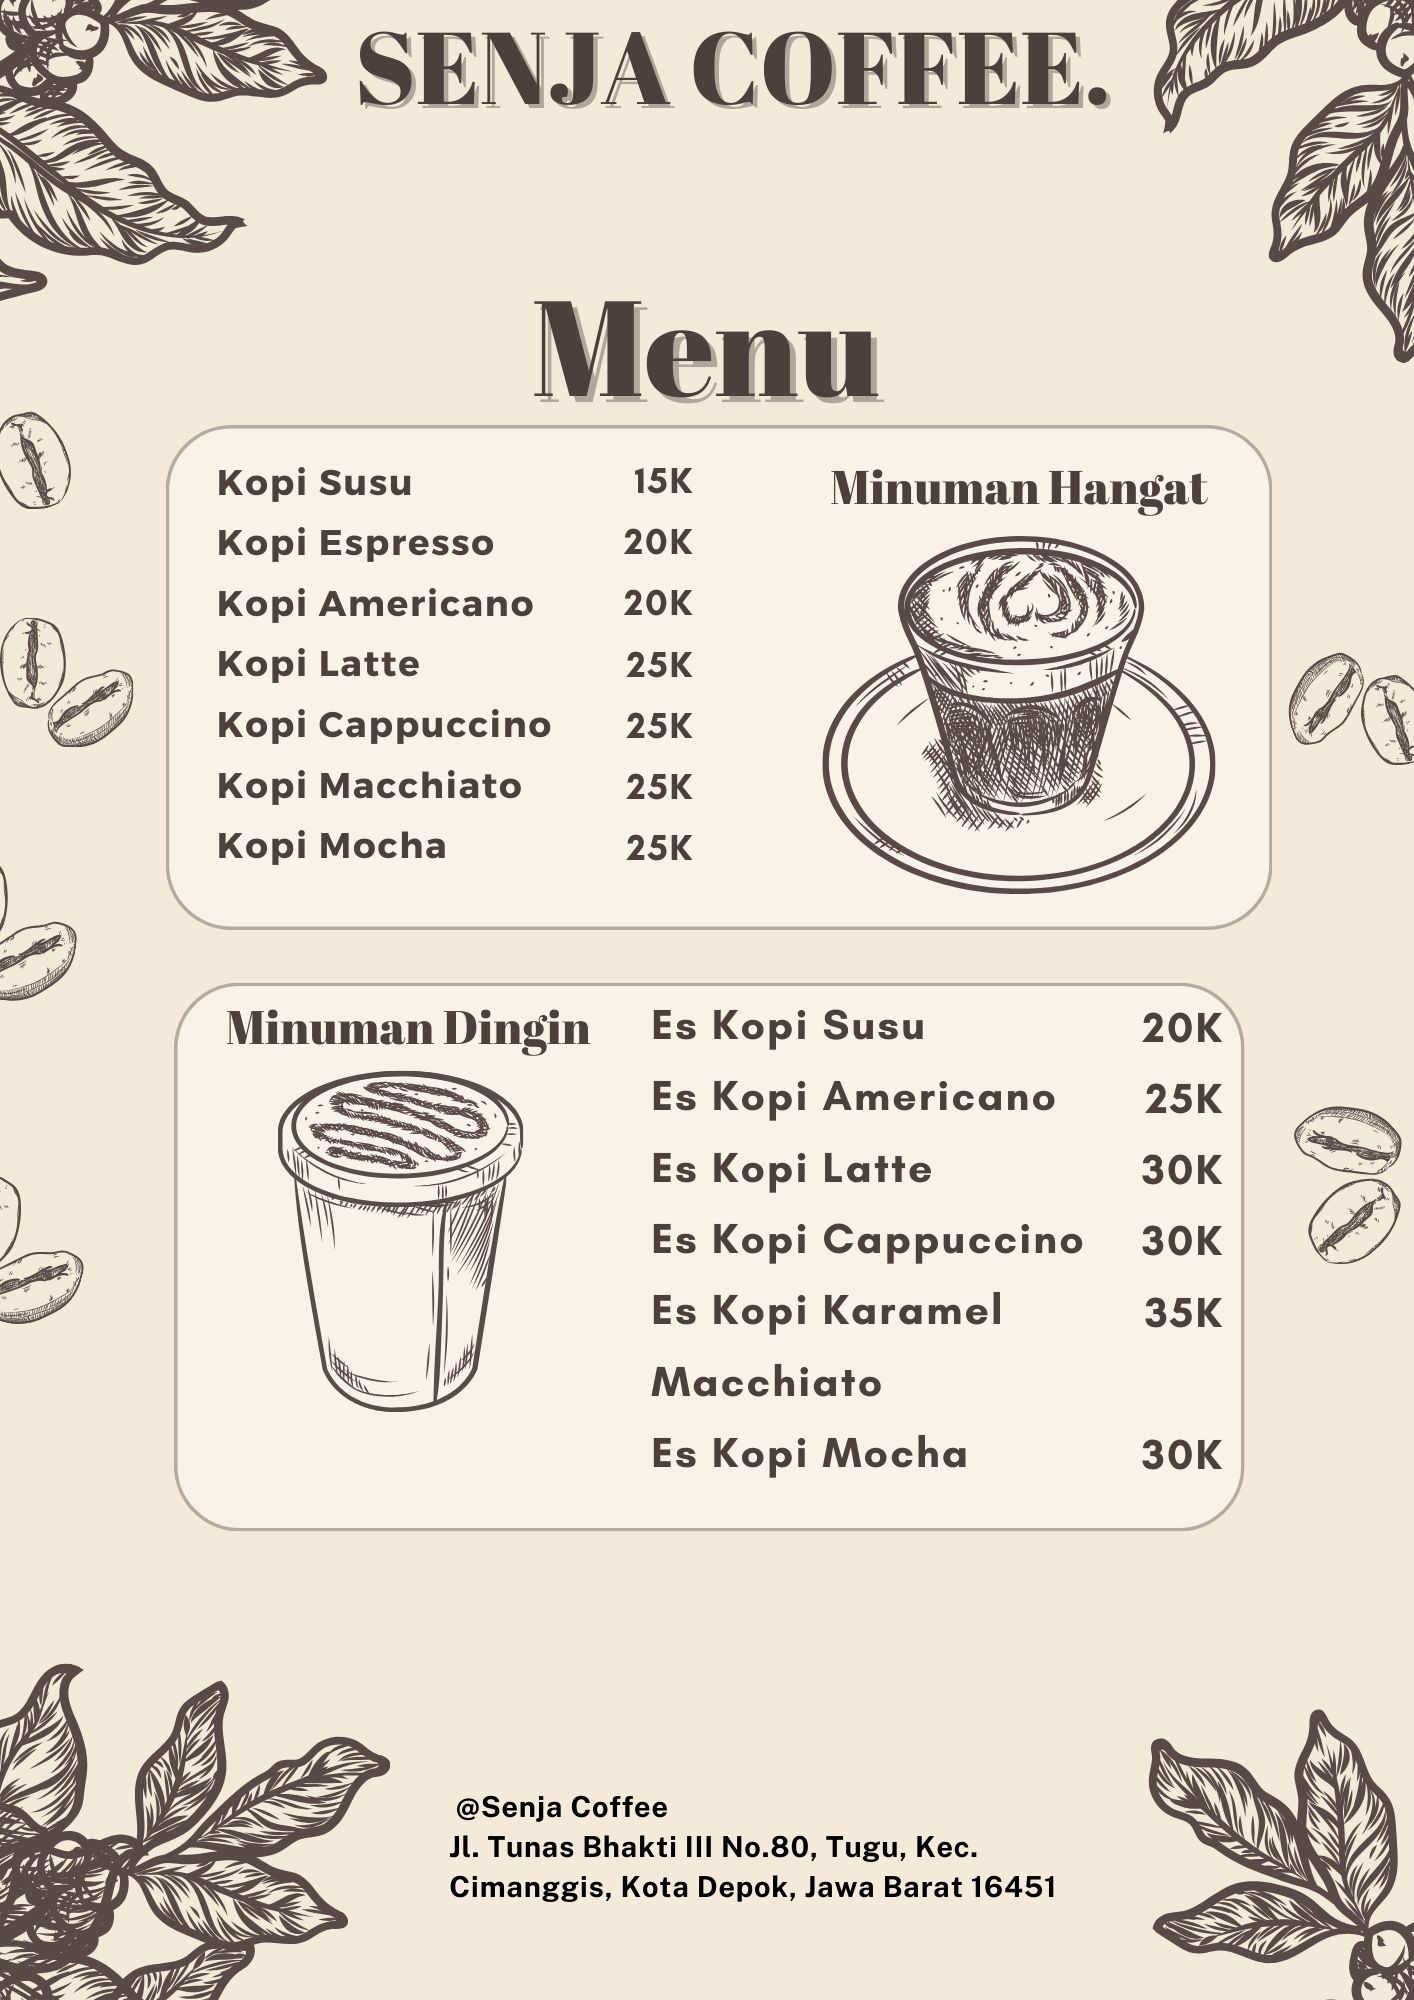 SENJA COFFEE.
Menu
Minuman Hangat
Kopi Susu 15K
Kopi Espresso 20K
Kopi Americano 20K
Kopi Latte 25K
Kopi Cappuccino 25K
Kopi Macchiato 25K
Kopi Mocha 25K
Minuman Dingin
Es Kopi Susu 20K
Es Kopi Americano 25K
Es Kopi Latte 30K
Es Kopi Cappuccino 30K
Es Kopi Karamel 35K
Macchiato
Es Kopi Mocha 30K
@Senja Coffee
Jl. Tunas Bhakti III No.80, Tugu, Kec.
Cimanggis, Kota Depok, Jawa Barat 16451